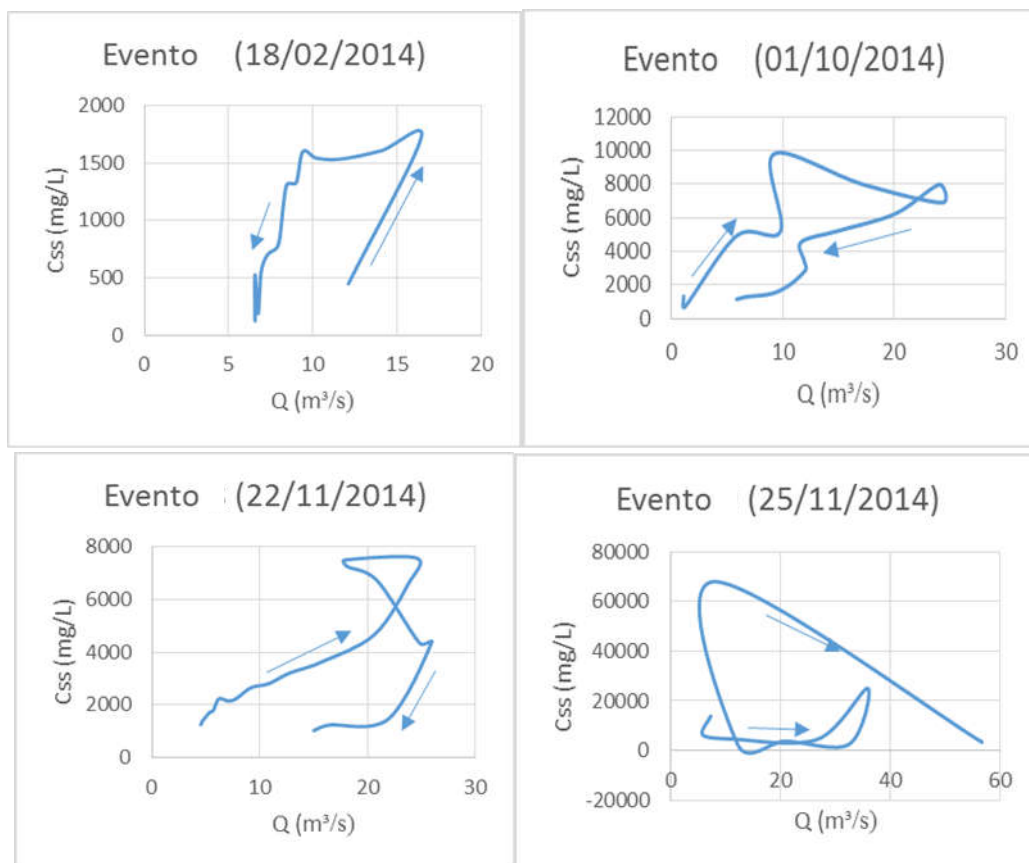 Evento (18/02/2014)
Css (mg/L)
2000
1500
1000
500
0
0 5 10 15 20
Q (m³/s)
Evento (01/10/2014)
Css (mg/L)
12000
10000
8000
6000
4000
2000
0
0 10 20 30
Q (m³/s)
Evento (22/11/2014)
Css (mg/L)
8000
6000
4000
2000
0
0 10 20 30
Q (m³/s)
Evento (25/11/2014)
Css (mg/L)
80000
60000
40000
20000
0
-20000
0 20 40 60
Q (m³/s)